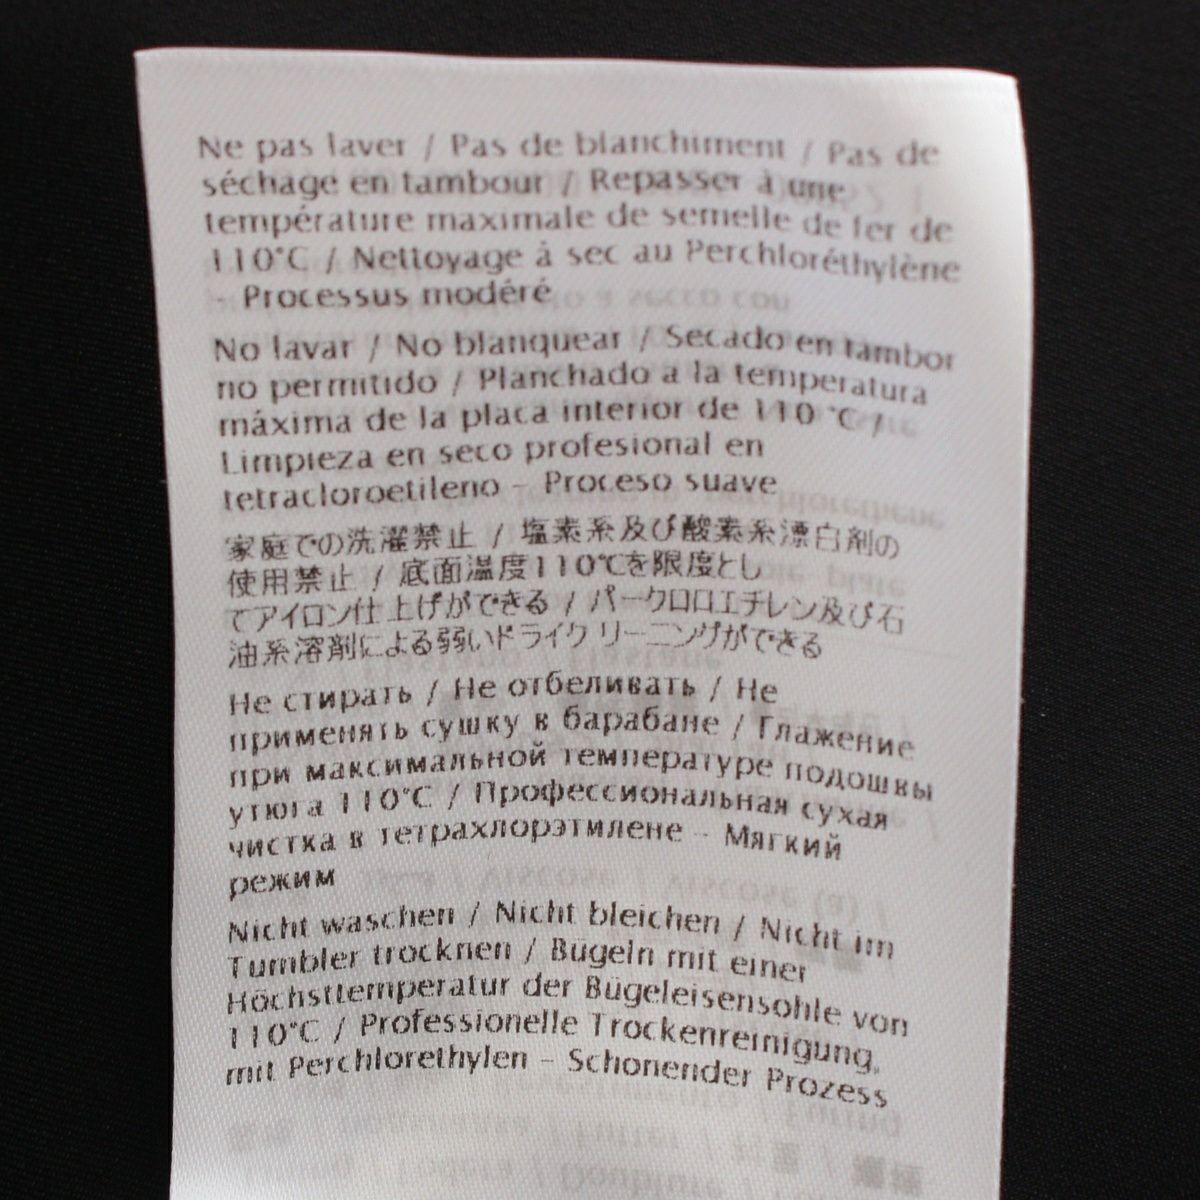 Ne pas laver / Pas de blanchiment / Pas de
séchage en tambour / Repasser à une
température maximale de semelle de fer de
110°C / Nettoyage à sec au Perchloréthylène
- Processus modéré
No lavar / No blanquear / Secado en tambor
no permitido / Planchado a la temperatura
máxima de la placa interior de 110 °C /
Limpieza en seco profesional en
tetracloroetileno – Proceso suave
家庭での洗濯禁止 / 塩素系及び酸素系漂白剤の
使用禁止 / 底面温度110℃を限度とし
てアイロン仕上げができる / パークロロエチレン及び石
油系溶剤による弱いドライクリーニングができる
Не стирать / Не отбеливать / Не
применять сушку в барабане / Глажение
при максимальной температуре подошвы
утюга 110°C / Профессиональная сухая
чистка в тетрахлорэтилене – Мягкий
режим
Nicht waschen / Nicht bleichen / Nicht im
Tumbler trocknen / Bügeln mit einer
Höchsttemperatur der Bügeleisensohle von
110°C / Professionelle Trockenreinigung,
mit Perchlorethylen – Schonender Prozess